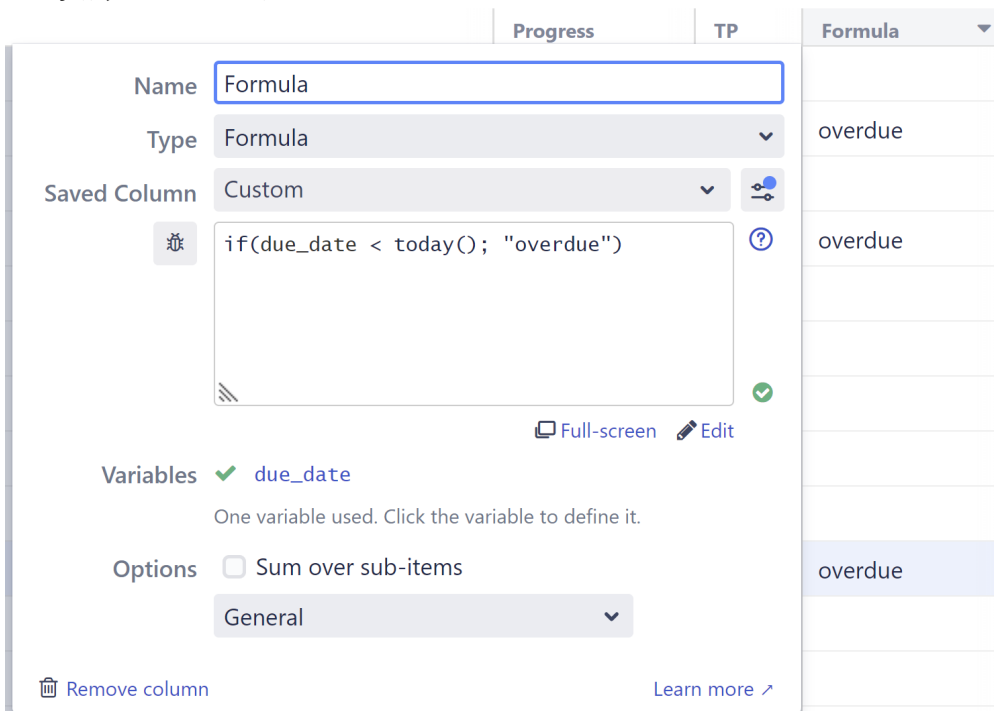 Progress TP Formula
Name Formula
Type Formula
overdue
Saved Column Custom
if(due_date < today(); "overdue")
overdue
Full-screen Edit
Variables due_date
One variable used. Click the variable to define it.
Options Sum over sub-items
overdue
General
Remove column Learn more ↗